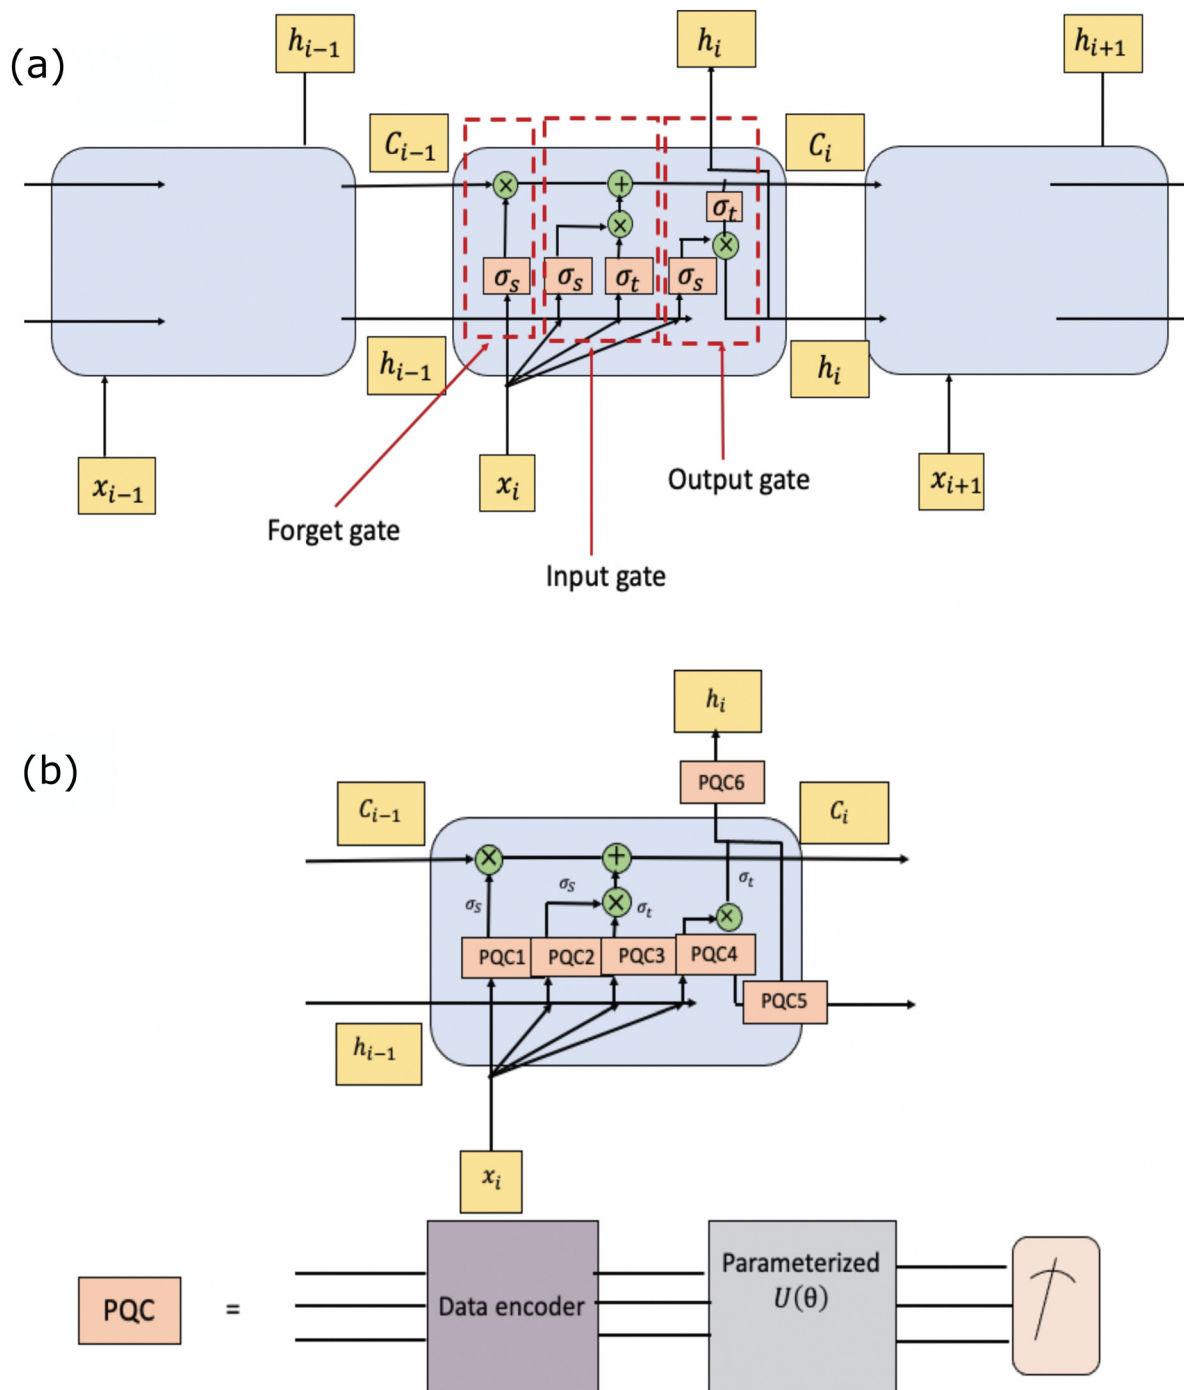 (a)
h_{i-1}
h_i
h_{i+1}
C_{i-1}
C_i
×
+
σ_t
×
×
σ_s
σ_s
σ_t
σ_s
h_{i-1}
h_i
x_{i-1}
x_i
x_{i+1}
Output gate
Forget gate
Input gate
(b)
h_i
PQC6
C_{i-1}
C_i
×
+
σ_S
σ_S
×
σ_t
σ_t
×
PQC1
PQC2
PQC3
PQC4
PQC5
h_{i-1}
x_i
PQC
=
Data encoder
Parameterized
U(θ)